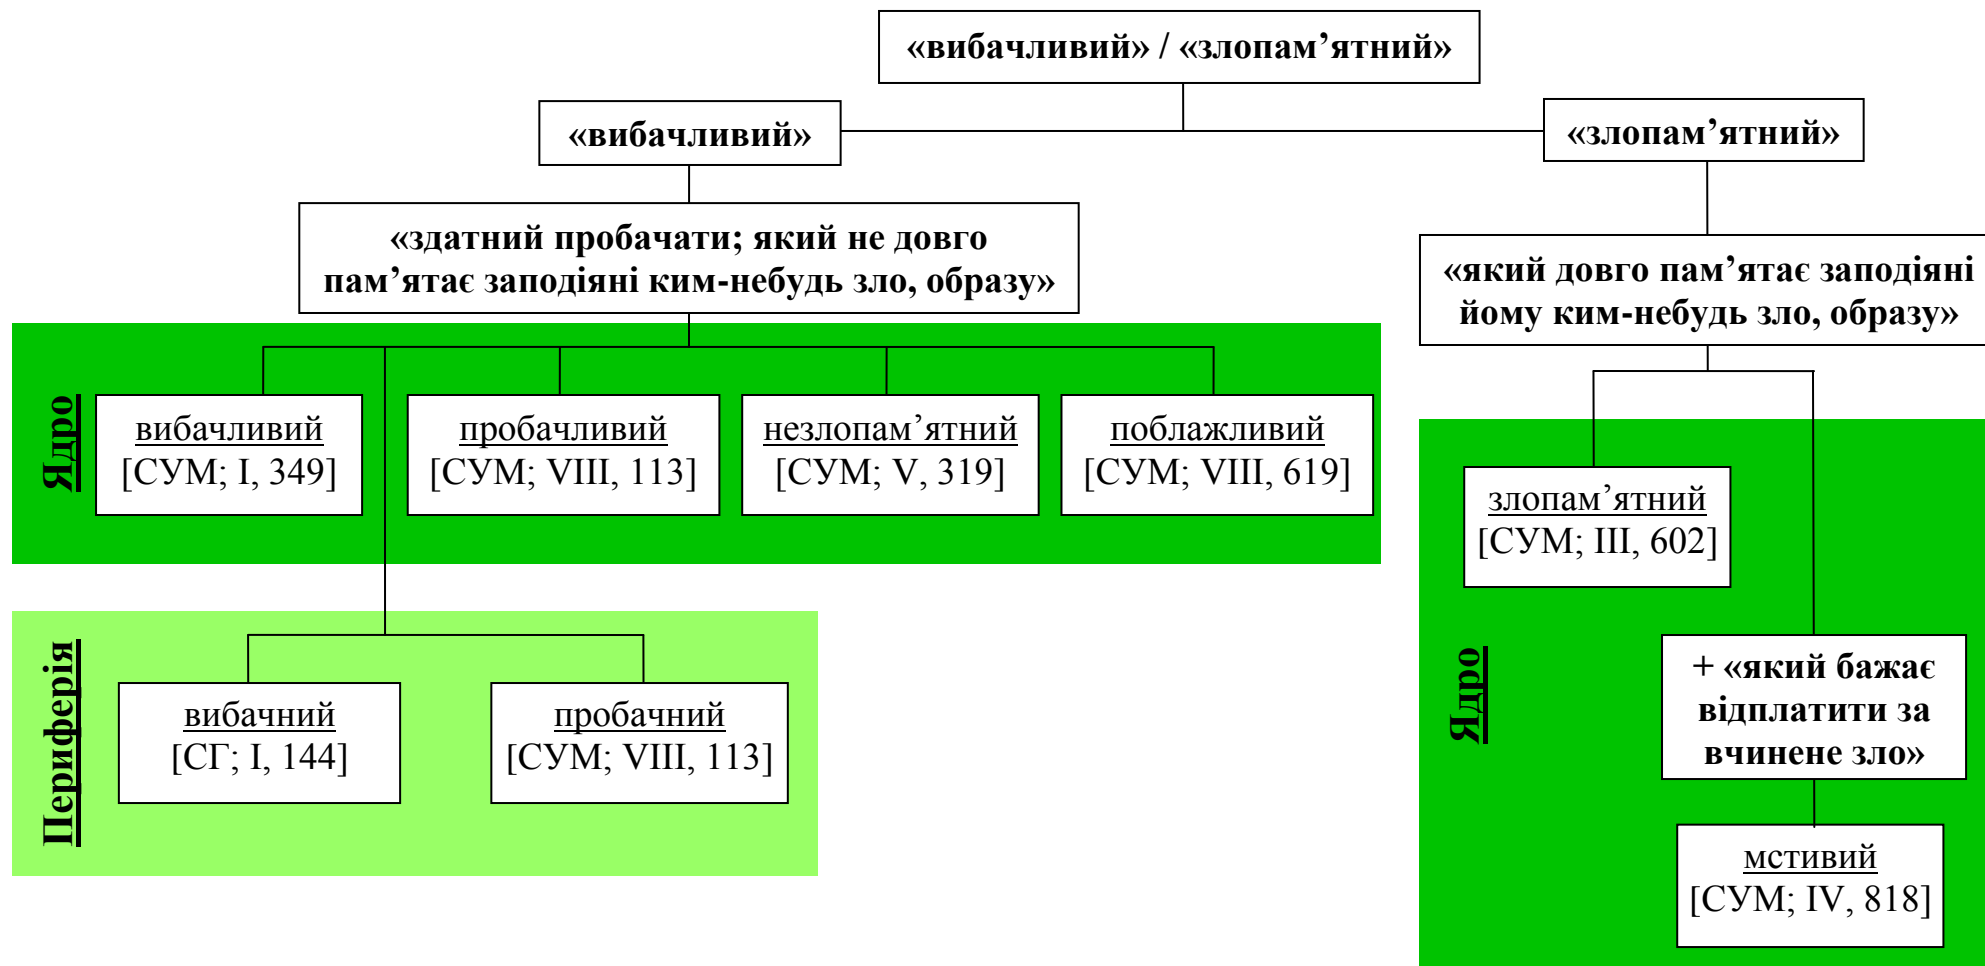 «вибачливий» / «злопам’ятний»
«вибачливий»
«злопам’ятний»
«здатний пробачати; який не довго
пам’ятає заподіяні ким-небудь зло, образу»
«який довго пам’ятає заподіяні
йому ким-небудь зло, образу»
Ядро
вибачливий
[СУМ; I, 349]
пробачливий
[СУМ; VIII, 113]
незлопам’ятний
[СУМ; V, 319]
поблажливий
[СУМ; VIII, 619]
Периферія
вибачний
[СГ; I, 144]
пробачний
[СУМ; VIII, 113]
Ядро
злопам’ятний
[СУМ; III, 602]
+ «який бажає
відплатити за
вчинене зло»
мстивий
[СУМ; IV, 818]